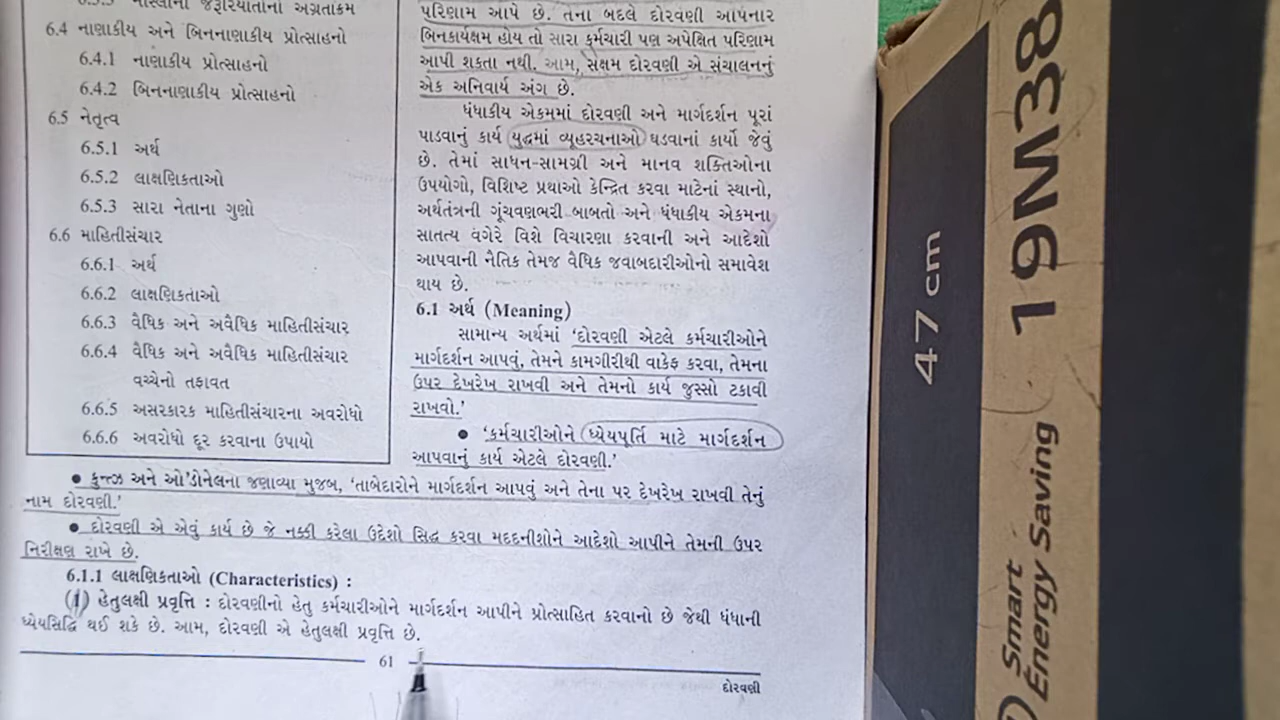 6.3.3 માસ્લોનો જરૂરિયાતોનો અગ્રતાક્રમ
6.4 નાણાકીય અને બિનનાણાકીય પ્રોત્સાહનો
6.4.1 નાણાકીય પ્રોત્સાહનો
6.4.2 બિનનાણાકીય પ્રોત્સાહનો
6.5 નેતૃત્વ
6.5.1 અર્થ
6.5.2 લાક્ષણિકતાઓ
6.5.3 સારા નેતાના ગુણો
6.6 માહિતીસંચાર
6.6.1 અર્થ
6.6.2 લાક્ષણિકતાઓ
6.6.3 વૈધિક અને અવૈધિક માહિતીસંચાર
6.6.4 વૈધિક અને અવૈધિક માહિતીસંચાર
વચ્ચેનો તફાવત
6.6.5 અસરકારક માહિતીસંચારના અવરોધો
6.6.6 અવરોધો દૂર કરવાના ઉપાયો
પરિણામ આપે છે. તેના બદલે દોરવણી આપનાર
બિનકાર્યક્ષમ હોય તો સારા કર્મચારી પણ અપેક્ષિત પરિણામ
આપી શકતા નથી. આમ, સક્ષમ દોરવણી એ સંચાલનનું
એક અનિવાર્ય અંગ છે.
ધંધાકીય એકમમાં દોરવણી અને માર્ગદર્શન પૂરાં
પાડવાનું કાર્ય યુદ્ધમાં વ્યૂહરચનાઓ ઘડવાનાં કાર્યો જેવું
છે. તેમાં સાધન-સામગ્રી અને માનવ શક્તિઓના
ઉપયોગો, વિશિષ્ટ પ્રથાઓ કેન્દ્રિત કરવા માટેનાં સ્થાનો,
અર્થતંત્રની ગૂંચવણભરી બાબતો અને ધંધાકીય એકમના
સાતત્ય વગેરે વિશે વિચારણા કરવાની અને આદેશો
આપવાની નૈતિક તેમજ વૈધિક જવાબદારીઓનો સમાવેશ
થાય છે.
6.1 અર્થ (Meaning)
સામાન્ય અર્થમાં ‘દોરવણી એટલે કર્મચારીઓને
માર્ગદર્શન આપવું, તેમને કામગીરીથી વાકેફ કરવા, તેમના
ઉપર દેખરેખ રાખવી અને તેમનો કાર્ય જુસ્સો ટકાવી
રાખવો.’
● ‘કર્મચારીઓને ધ્યેયપૂર્તિ માટે માર્ગદર્શન
આપવાનું કાર્ય એટલે દોરવણી.’
● કુન્ત્ઝ અને ઓ’ડોનેલના જણાવ્યા મુજબ, ‘તાબેદારોને માર્ગદર્શન આપવું અને તેના પર દેખરેખ રાખવી તેનું
નામ દોરવણી.’
● દોરવણી એ એવું કાર્ય છે જે નક્કી કરેલા ઉદેશો સિદ્ધ કરવા મદદનીશોને આદેશો આપીને તેમની ઉપર
નિરીક્ષણ રાખે છે.
6.1.1 લાક્ષણિકતાઓ (Characteristics) :
(1) હેતુલક્ષી પ્રવૃત્તિ : દોરવણીનો હેતુ કર્મચારીઓને માર્ગદર્શન આપીને પ્રોત્સાહિત કરવાનો છે જેથી ધંધાની
ધ્યેયસિદ્ધિ થઈ શકે છે. આમ, દોરવણી એ હેતુલક્ષી પ્રવૃત્તિ છે.
61
દોરવણી
47 cm
19M38
Smart
Energy Saving